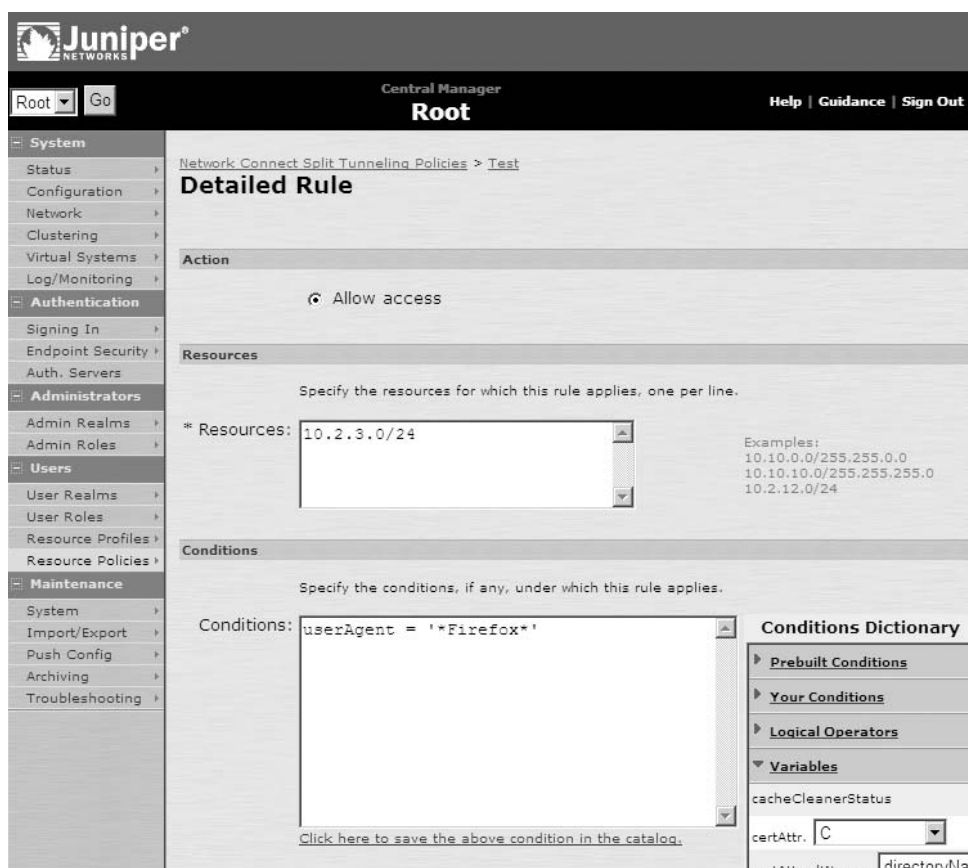 Juniper®
NETWORKS
Root Go
Central Manager
Root
Help | Guidance | Sign Out
System
Status
Configuration
Network
Clustering
Virtual Systems
Log/Monitoring
Authentication
Signing In
Endpoint Security
Auth. Servers
Administrators
Admin Realms
Admin Roles
Users
User Realms
User Roles
Resource Profiles
Resource Policies
Maintenance
System
Import/Export
Push Config
Archiving
Troubleshooting
Network Connect Split Tunneling Policies > Test
Detailed Rule
Action
Allow access
Resources
Specify the resources for which this rule applies, one per line.
* Resources:
10.2.3.0/24
Examples:
10.10.0.0/255.255.0.0
10.10.10.0/255.255.255.0
10.2.12.0/24
Conditions
Specify the conditions, if any, under which this rule applies.
Conditions:
userAgent = '*Firefox*'
Click here to save the above condition in the catalog.
Conditions Dictionary
Prebuilt Conditions
Your Conditions
Logical Operators
Variables
cacheCleanerStatus
certAttr. C
directoryNa